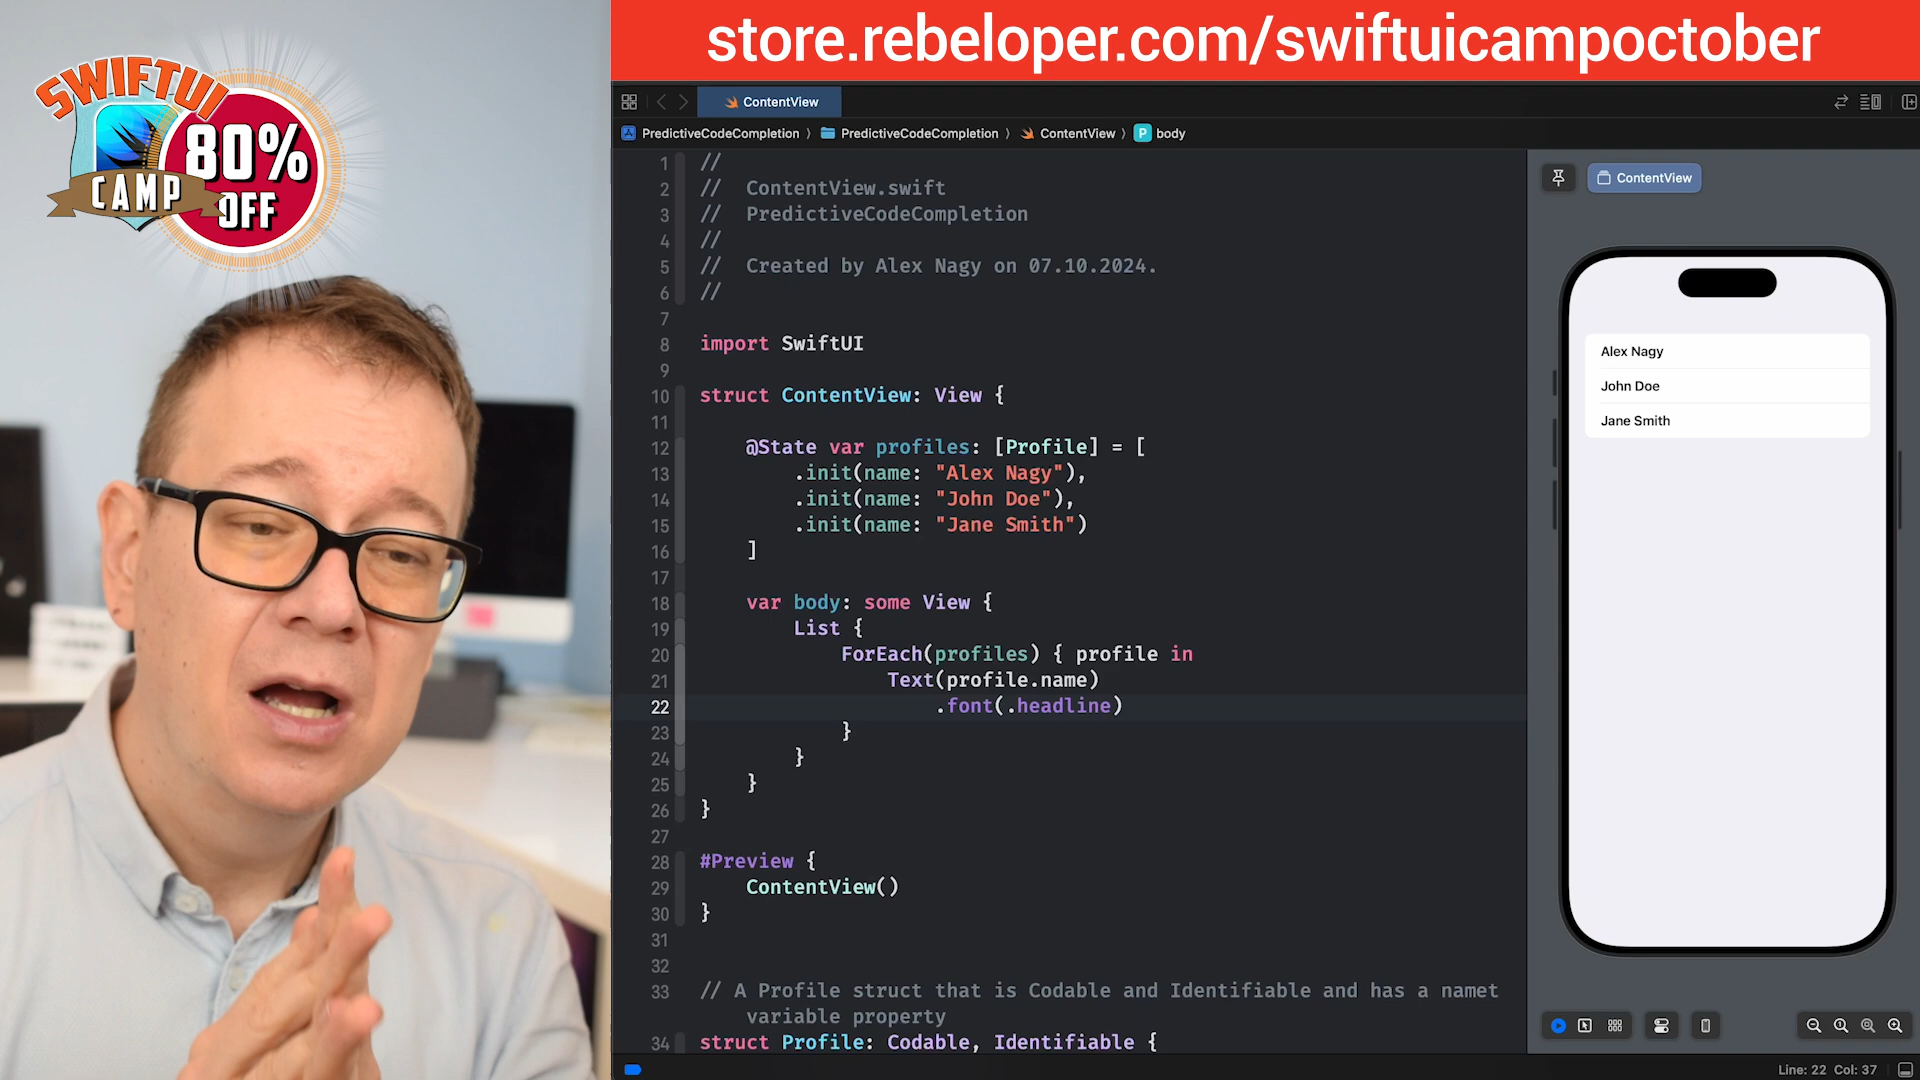 SWIFTUI
CAMP
80%
OFF
store.rebeloper.com/swiftuicampoctober
ContentView
PredictiveCodeCompletion 〉 PredictiveCodeCompletion 〉 ContentView 〉 P body
1 //
2 //  ContentView.swift
3 //  PredictiveCodeCompletion
4 //
5 //  Created by Alex Nagy on 07.10.2024.
6 //
7
8 import SwiftUI
9
10 struct ContentView: View {
11
12     @State var profiles: [Profile] = [
13         .init(name: "Alex Nagy"),
14         .init(name: "John Doe"),
15         .init(name: "Jane Smith")
16     ]
17
18     var body: some View {
19         List {
20             ForEach(profiles) { profile in
21                 Text(profile.name)
22                     .font(.headline)
23             }
24         }
25     }
26 }
27
28 #Preview {
29     ContentView()
30 }
31
32
33 // A Profile struct that is Codable and Identifiable and has a namet
variable property
34 struct Profile: Codable, Identifiable {
ContentView
Alex Nagy
John Doe
Jane Smith
Line: 22 Col: 37